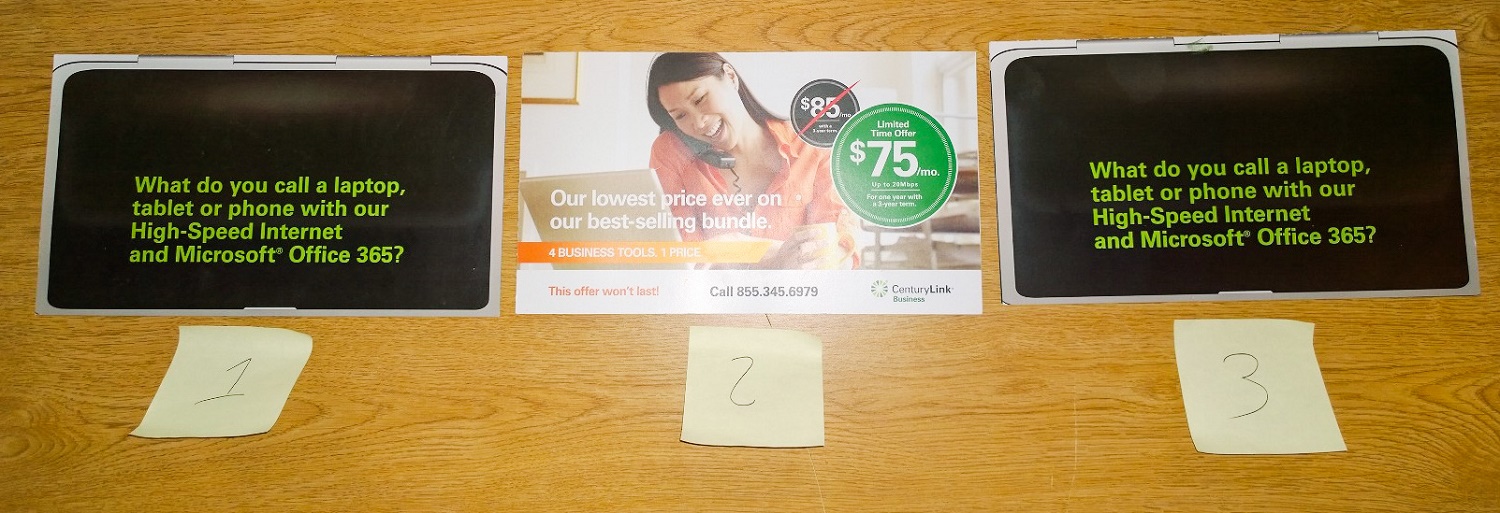 What do you call a laptop,
tablet or phone with our
High-Speed Internet
and Microsoft® Office 365?
1
$85/mo.
with a
3-year term.
Limited
Time Offer
$75/mo.
Up to 20Mbps
For one year with
a 3-year term.
Our lowest price ever on
our best-selling bundle.
4 BUSINESS TOOLS. 1 PRICE
This offer won't last!
Call 855.345.6979
CenturyLink®
Business
2
What do you call a laptop,
tablet or phone with our
High-Speed Internet
and Microsoft® Office 365?
3